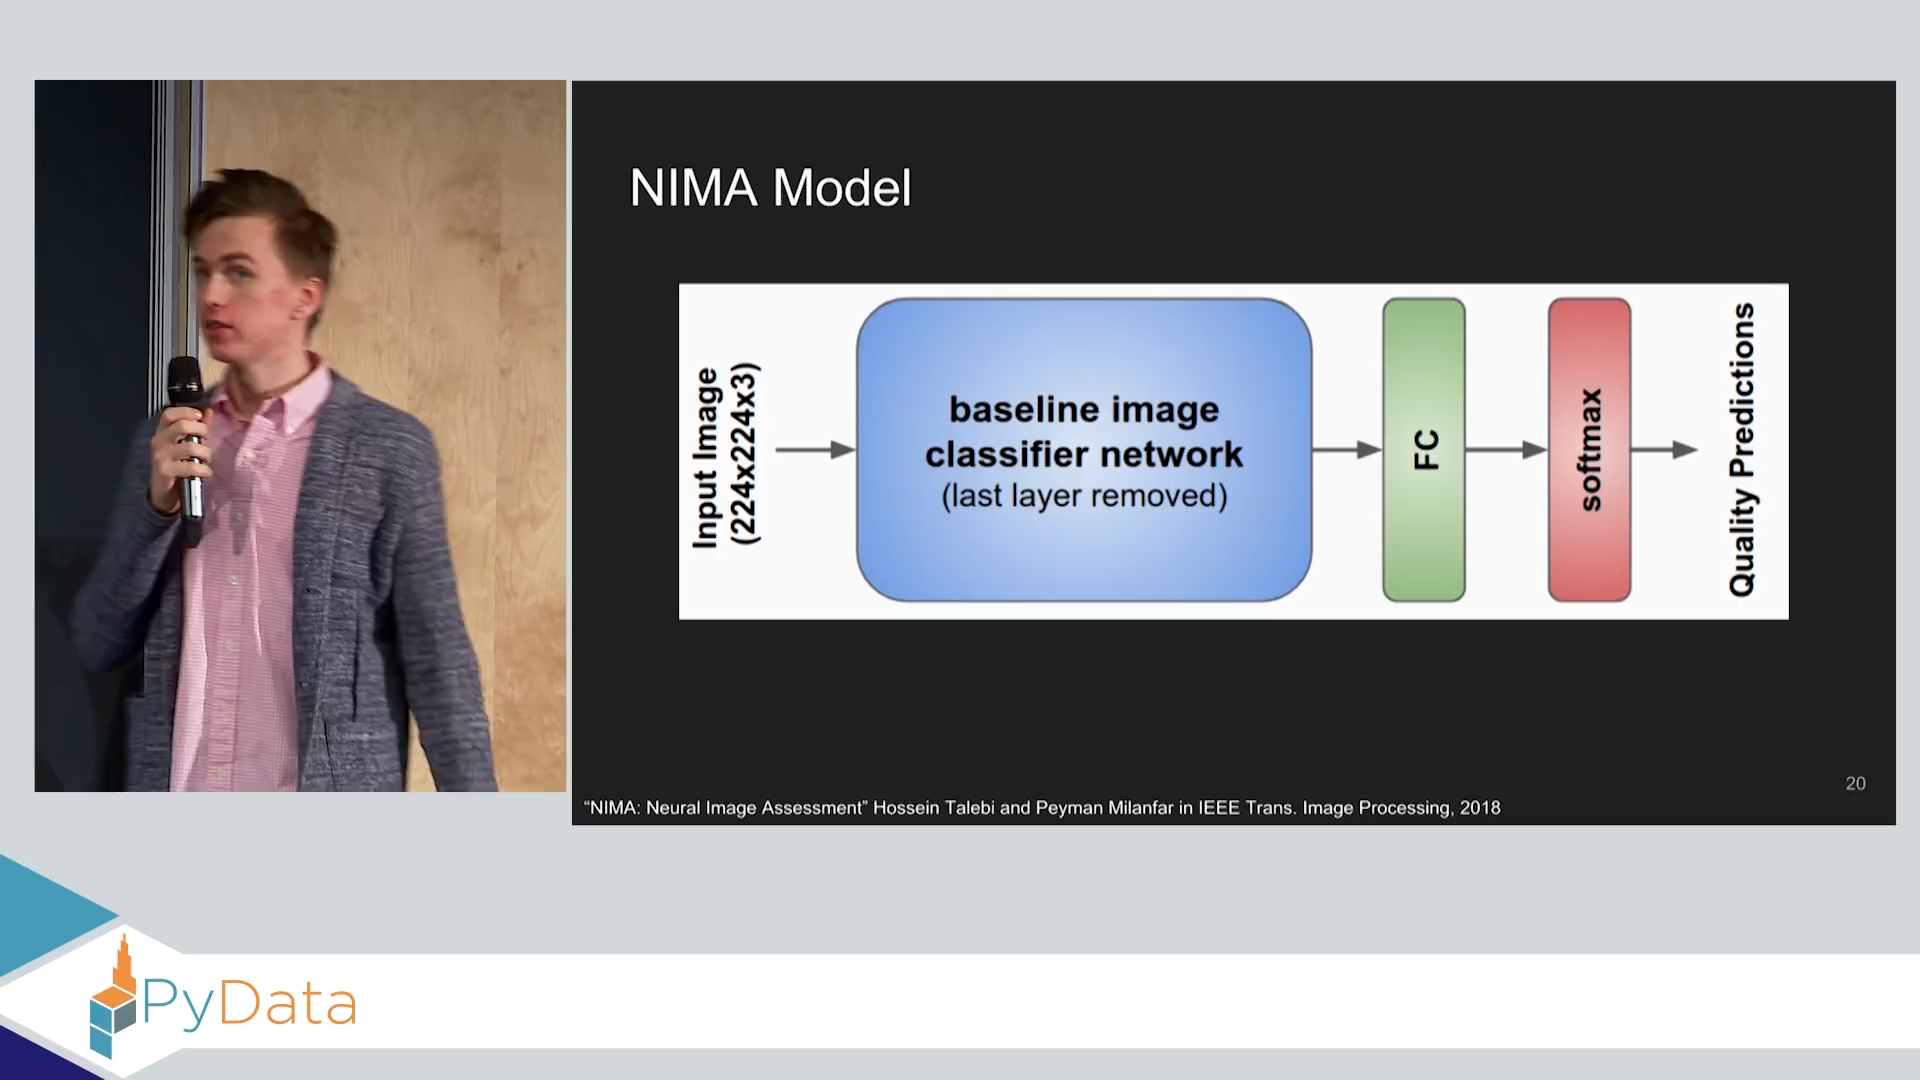 NIMA Model
Input Image
(224x224x3)
baseline image
classifier network
(last layer removed)
FC
softmax
Quality Predictions
20
“NIMA: Neural Image Assessment” Hossein Talebi and Peyman Milanfar in IEEE Trans. Image Processing, 2018
PyData